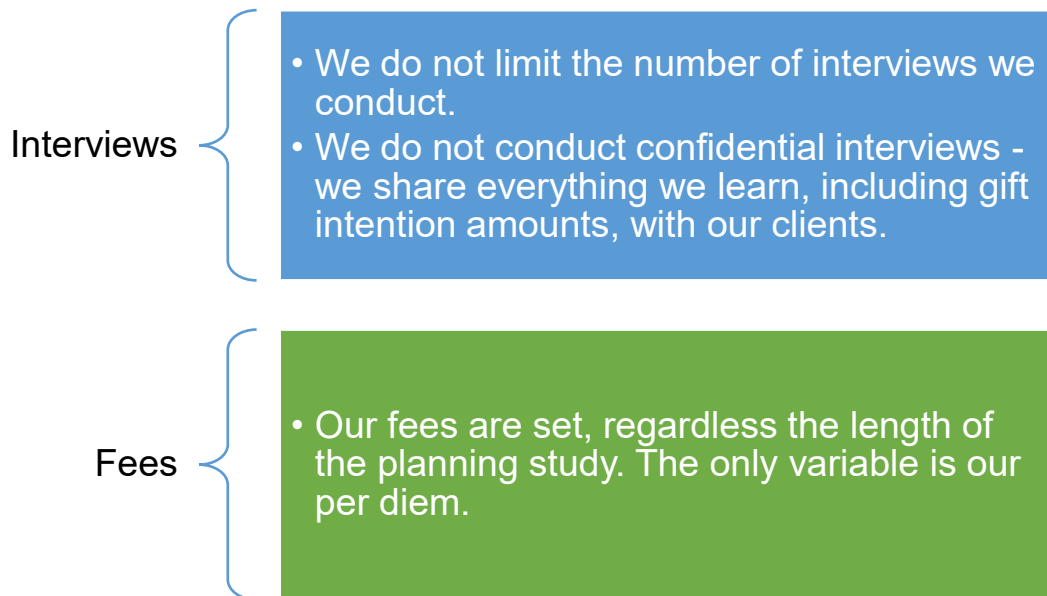 Interviews
• We do not limit the number of interviews we
conduct.
• We do not conduct confidential interviews -
we share everything we learn, including gift
intention amounts, with our clients.
Fees
• Our fees are set, regardless the length of
the planning study. The only variable is our
per diem.